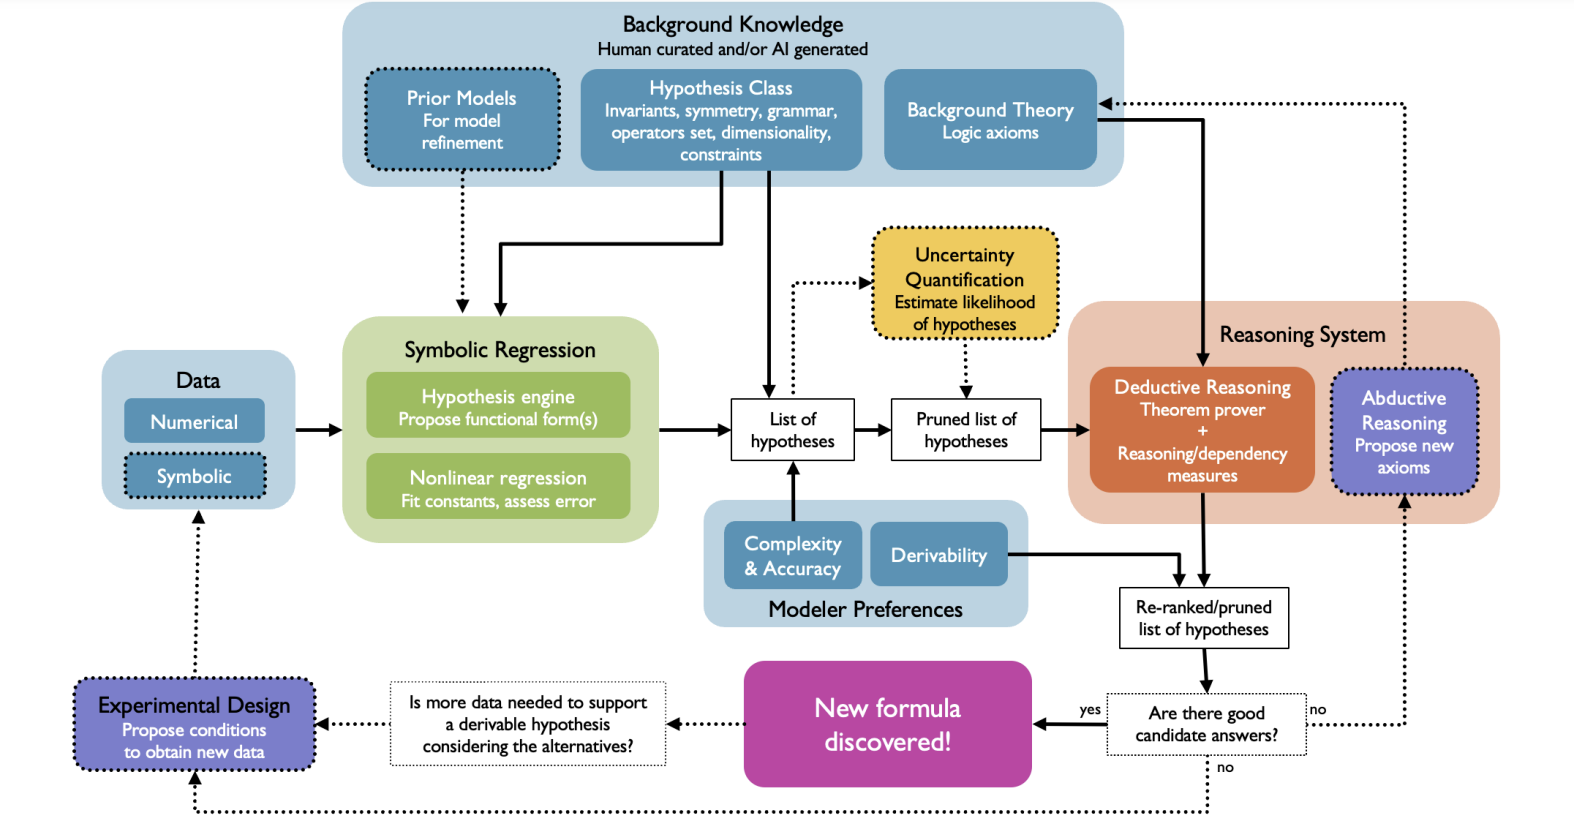 Background Knowledge
Human curated and/or AI generated
Prior Models
For model
refinement
Hypothesis Class
Invariants, symmetry, grammar,
operators set, dimensionality,
constraints
Background Theory
Logic axioms
Uncertainty
Quantification
Estimate likelihood
of hypotheses
Reasoning System
Symbolic Regression
Hypothesis engine
Propose functional form(s)
Nonlinear regression
Fit constants, assess error
Data
Numerical
Symbolic
List of
hypotheses
Pruned list of
hypotheses
Deductive Reasoning
Theorem prover
+
Reasoning/dependency
measures
Abductive
Reasoning
Propose new
axioms
Complexity
& Accuracy
Derivability
Modeler Preferences
Re-ranked/pruned
list of hypotheses
Experimental Design
Propose conditions
to obtain new data
Is more data needed to support
a derivable hypothesis
considering the alternatives?
New formula
discovered!
yes
Are there good
candidate answers?
no
no